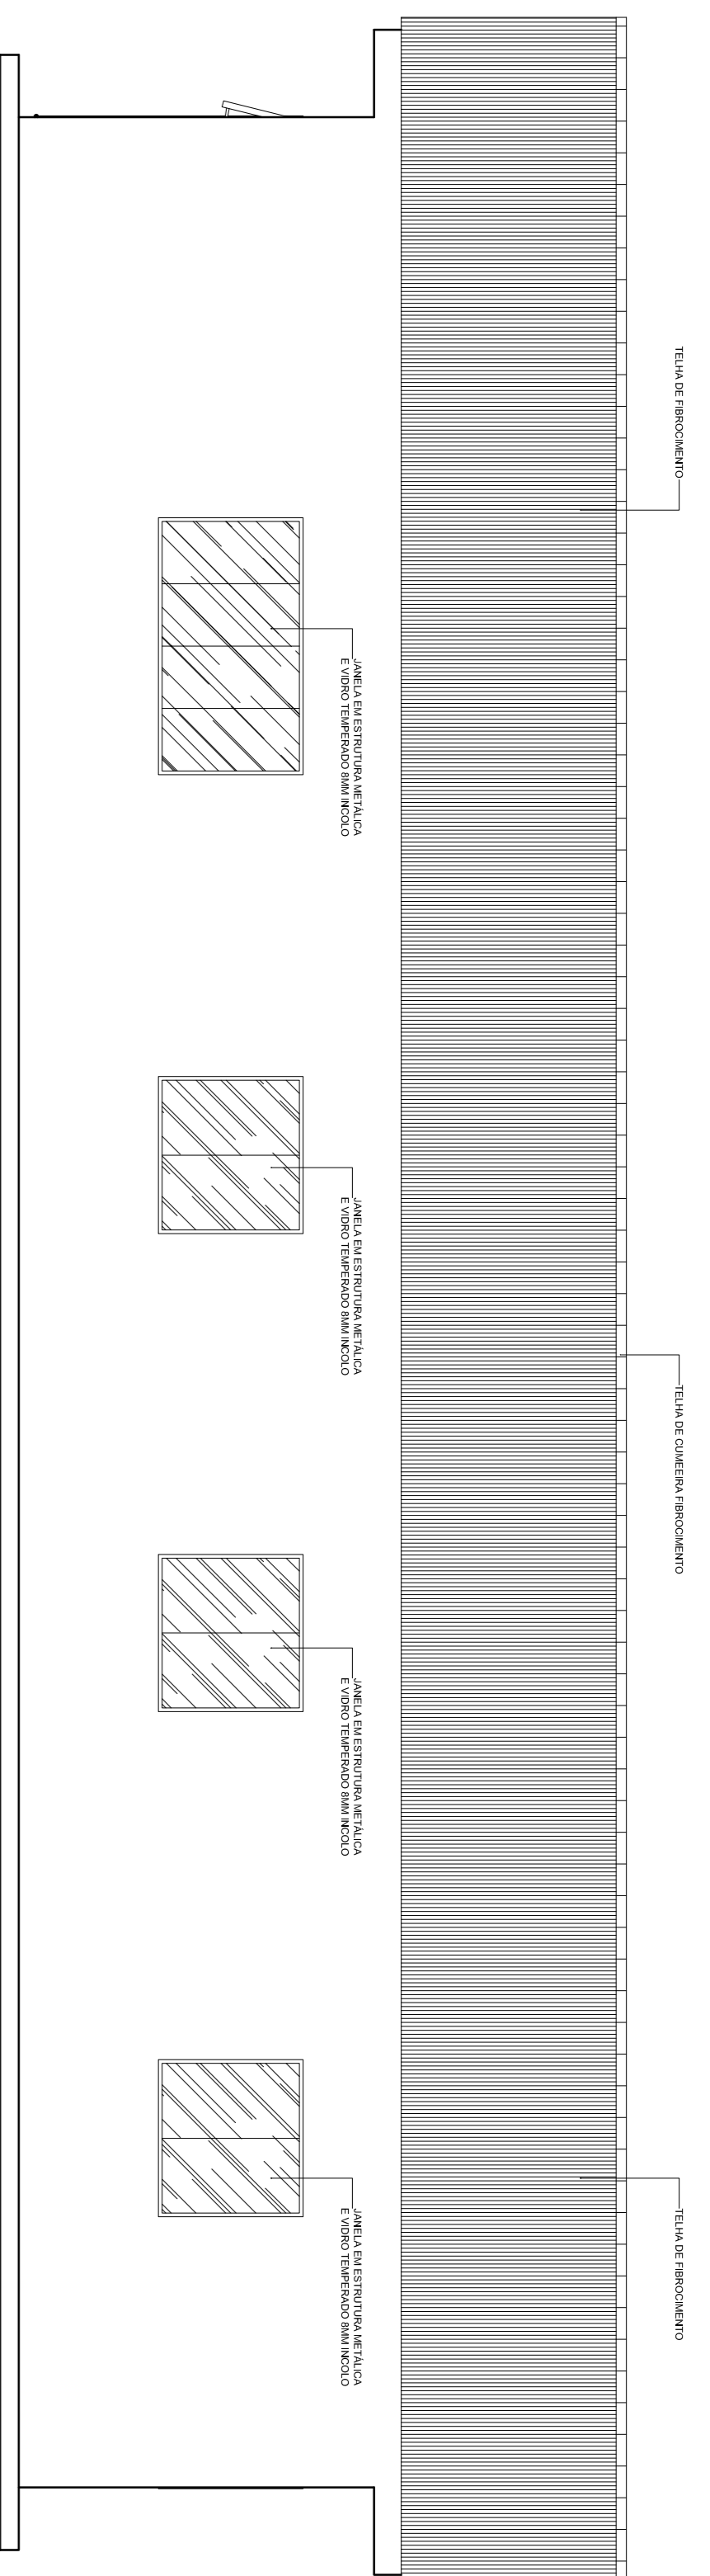 TELHA DE FIBROCIMENTO
TELHA DE CUMEEIRA FIBROCIMENTO
TELHA DE FIBROCIMENTO
JANELA EM ESTRUTURA METÁLICA
E VIDRO TEMPERADO 8MM INCOLO
JANELA EM ESTRUTURA METÁLICA
E VIDRO TEMPERADO 8MM INCOLO
JANELA EM ESTRUTURA METÁLICA
E VIDRO TEMPERADO 8MM INCOLO
JANELA EM ESTRUTURA METÁLICA
E VIDRO TEMPERADO 8MM INCOLO